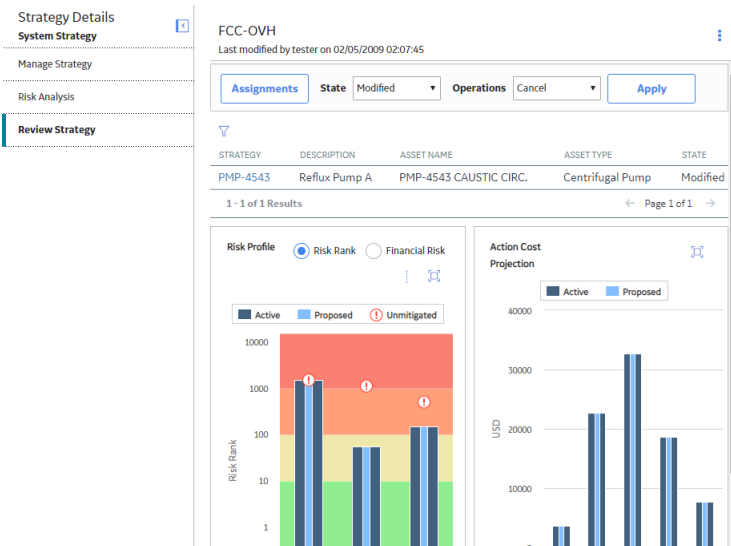 Strategy Details
System Strategy
Manage Strategy
Risk Analysis
Review Strategy
FCC-OVH
Last modified by tester on 02/05/2009 02:07:45
Assignments State Modified Operations Cancel Apply
STRATEGY DESCRIPTION ASSET NAME ASSET TYPE STATE
PMP-4543 Reflux Pump A PMP-4543 CAUSTIC CIRC. Centrifugal Pump Modified
1 - 1 of 1 Results Page 1 of 1
Risk Profile Risk Rank Financial Risk
Active Proposed Unmitigated
10000
1000
100
10
1
Risk Rank
Action Cost
Projection
Active Proposed
40000
30000
20000
10000
USD